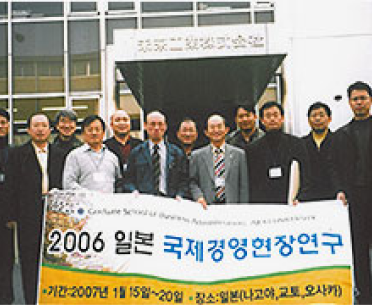 Graduate School of Business Administration
2006 일본 국제경영현장연구
•기간:2007년 1월 15일~20일 •장소:일본(나고야,교토,오사카)